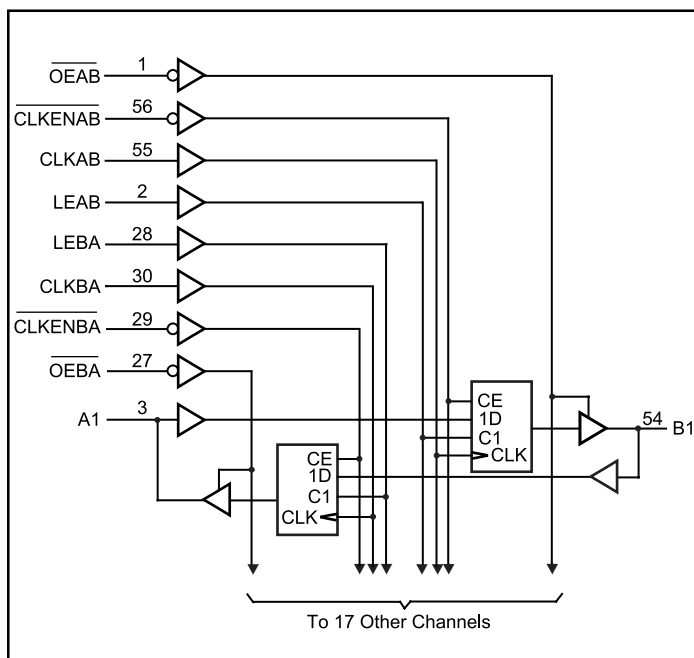 OEAB 1
CLKENAB 56
CLKAB 55
LEAB 2
LEBA 28
CLKBA 30
CLKENBA 29
OEBA 27
A1 3
CE
1D
C1
CLK
54 B1
CE
1D
C1
CLK
To 17 Other Channels